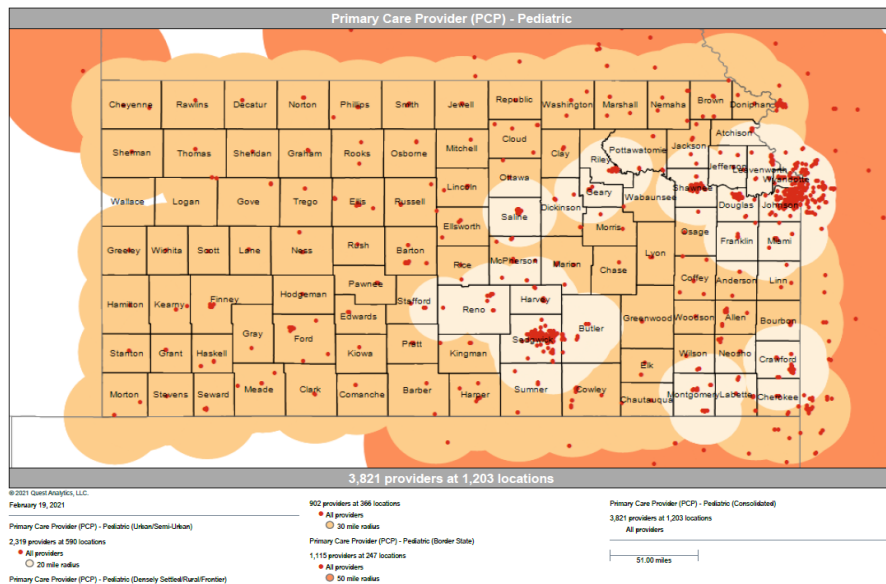 Primary Care Provider (PCP) - Pediatric
Cheyenne Rawlins Decatur Norton Phillips Smith Jewell Republic Washington Marshall Nemaha Brown Doniphan
Atchison
Sherman Thomas Sheridan Graham Rooks Osborne Mitchell Cloud Clay Riley Pottawatomie Jackson Jefferson Leavenworth
Wyandotte
Wallace Logan Gove Trego Ellis Russell Lincoln Ottawa Geary Wabaunsee Shawnee Douglas Johnson
Saline Dickinson
Ellsworth Morris Osage Franklin Miami
Greeley Wichita Scott Lane Ness Rush Barton Rice McPherson Marion Chase Lyon
Coffey Anderson Linn
Hamilton Kearny Finney Hodgeman Pawnee Stafford Reno Harvey
Edwards Butler Greenwood Woodson Allen Bourbon
Gray Ford
Stanton Grant Haskell Kiowa Pratt Kingman Sedgwick Elk Wilson Neosho Crawford
Morton Stevens Seward Meade Clark Comanche Barber Harper Sumner Cowley Chautauqua Montgomery Labette Cherokee
3,821 providers at 1,203 locations
© 2021 Quest Analytics, LLC.
February 19, 2021
Primary Care Provider (PCP) - Pediatric (Urban/Semi-Urban)
2,319 providers at 590 locations
All providers
20 mile radius
Primary Care Provider (PCP) - Pediatric (Densely Settled/Rural/Frontier)
902 providers at 366 locations
All providers
30 mile radius
Primary Care Provider (PCP) - Pediatric (Border State)
1,115 providers at 247 locations
All providers
50 mile radius
Primary Care Provider (PCP) - Pediatric (Consolidated)
3,821 providers at 1,203 locations
All providers
51.00 miles